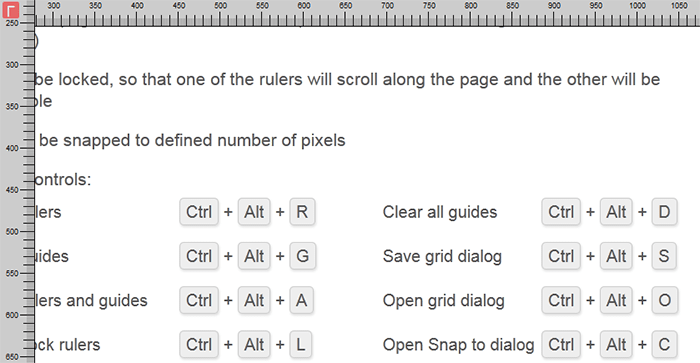 300 350 400 450 500 550 600 650 700 750 800 850 900 950 1000 1050
250
300
350
400
450
500
550
600
650
)
be locked, so that one of the rulers will scroll along the page and the other will be
be snapped to defined number of pixels
ontrols:
Ctrl + Alt + R Clear all guides Ctrl + Alt + D
Ctrl + Alt + G Save grid dialog Ctrl + Alt + S
lers and guides Ctrl + Alt + A Open grid dialog Ctrl + Alt + O
ck rulers Ctrl + Alt + L Open Snap to dialog Ctrl + Alt + C